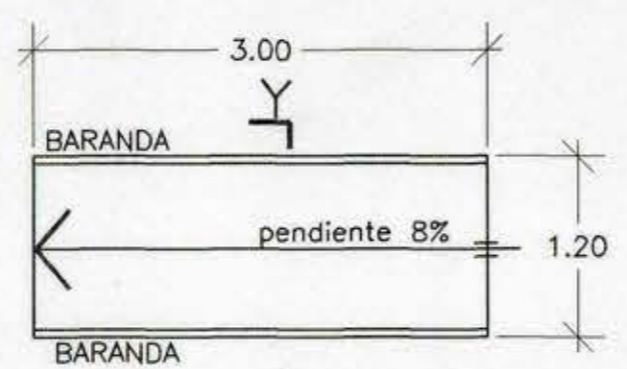 3.00
Y
BARANDA
pendiente 8%
1.20
BARANDA